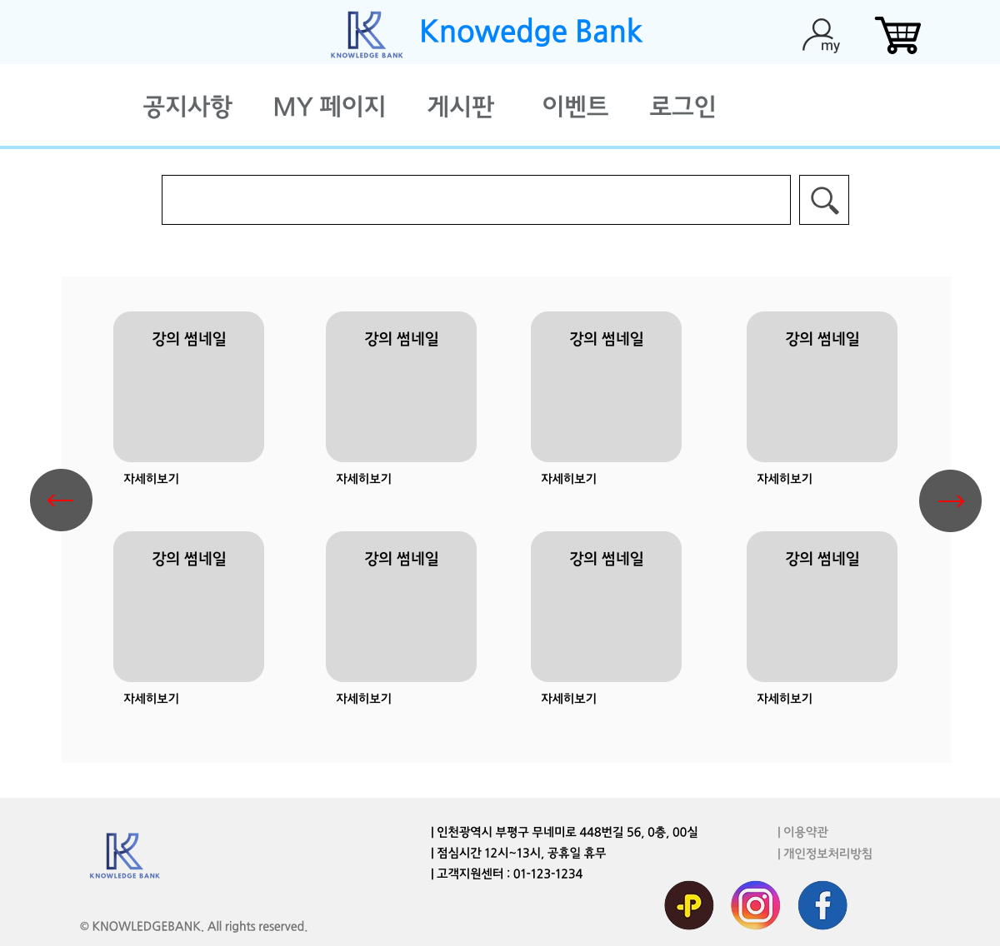 KNOWLEDGE BANK
Knowedge Bank
my
공지사항 MY 페이지 게시판 이벤트 로그인
강의 썸네일 강의 썸네일 강의 썸네일 강의 썸네일
자세히보기 자세히보기 자세히보기 자세히보기
강의 썸네일 강의 썸네일 강의 썸네일 강의 썸네일
자세히보기 자세히보기 자세히보기 자세히보기
KNOWLEDGE BANK
© KNOWLEDGEBANK. All rights reserved.
| 인천광역시 부평구 무네미로 448번길 56, 0층, 00실
| 점심시간 12시~13시, 공휴일 휴무
| 고객지원센터 : 01-123-1234
| 이용약관
| 개인정보처리방침